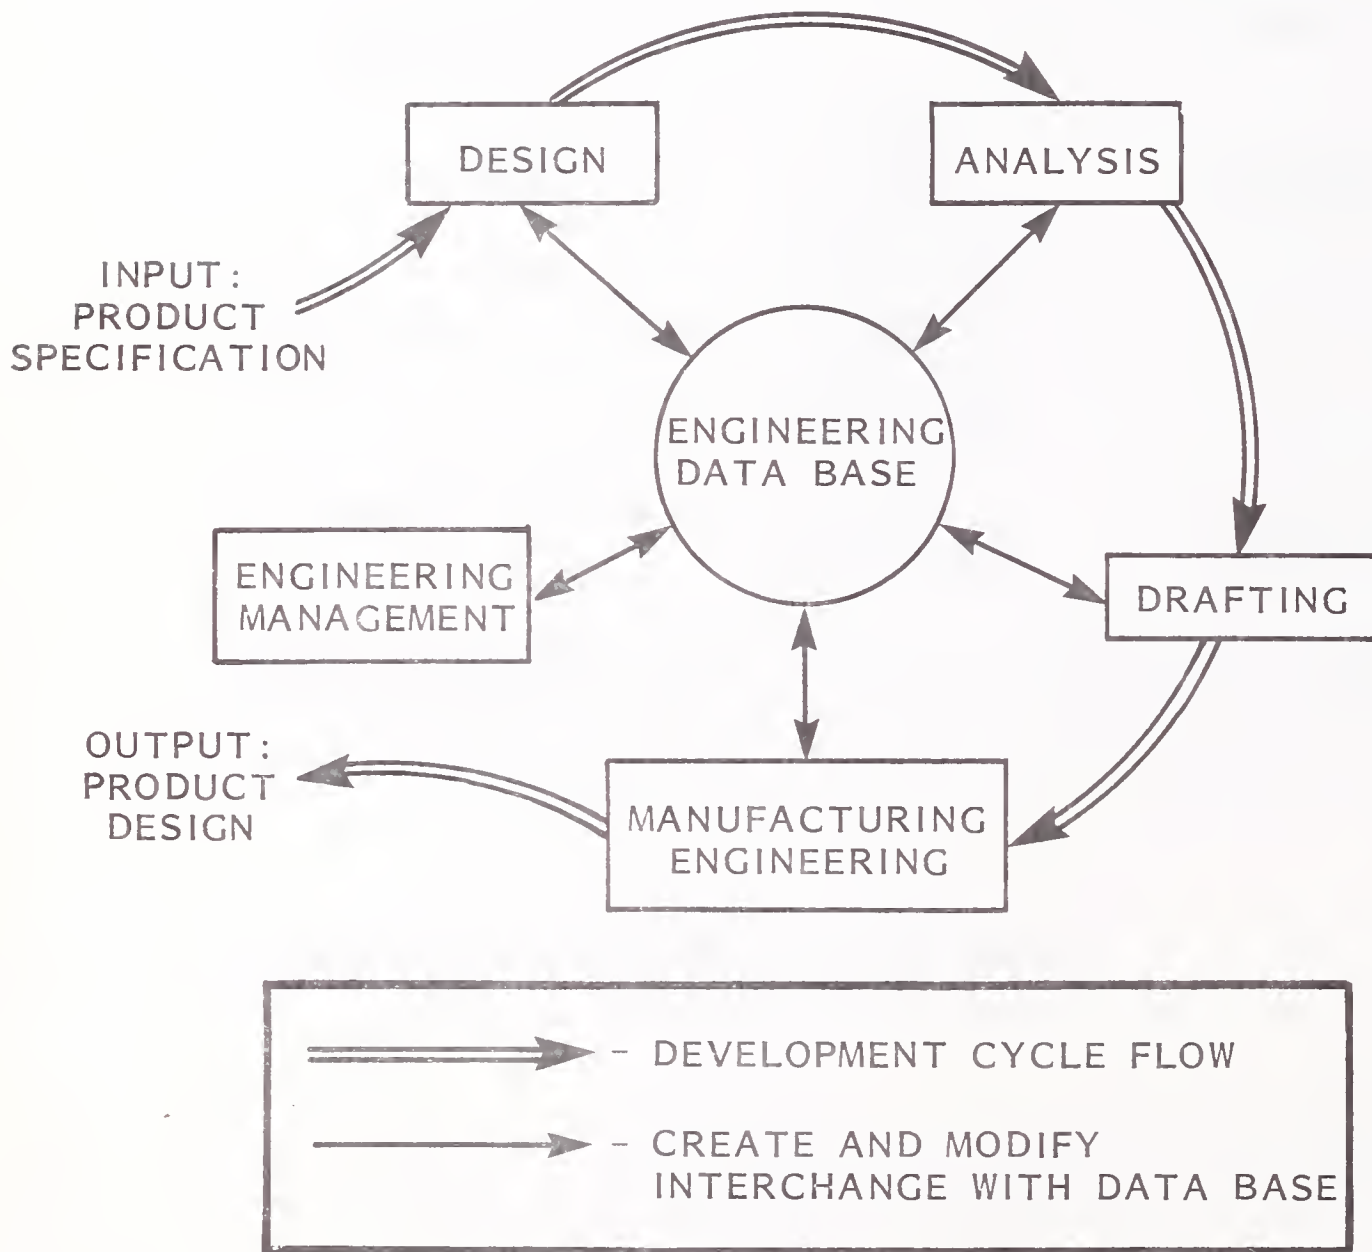 DESIGN
ANALYSIS
INPUT:
PRODUCT
SPECIFICATION
ENGINEERING
DATA BASE
ENGINEERING
MANAGEMENT
DRAFTING
OUTPUT:
PRODUCT
DESIGN
MANUFACTURING
ENGINEERING
- DEVELOPMENT CYCLE FLOW
- CREATE AND MODIFY
INTERCHANGE WITH DATA BASE